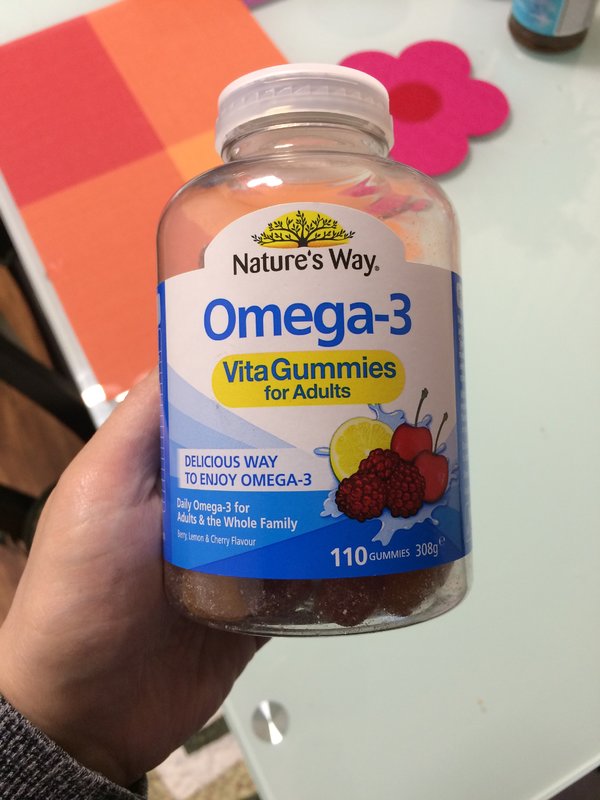 Nature's Way®
Omega-3
VitaGummies
for Adults
DELICIOUS WAY
TO ENJOY OMEGA-3
Daily Omega-3 for
Adults & the Whole Family
Berry, Lemon & Cherry Flavour
110 GUMMIES 308g e